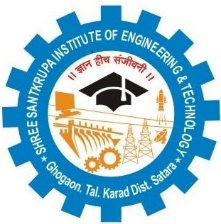 SHREE SANTKRUPA INSTITUTE OF ENGINEERING & TECHNOLOGY
॥ ज्ञान हीच संजीवनी ॥
Ghogaon. Tal. Karad Dist. Satara